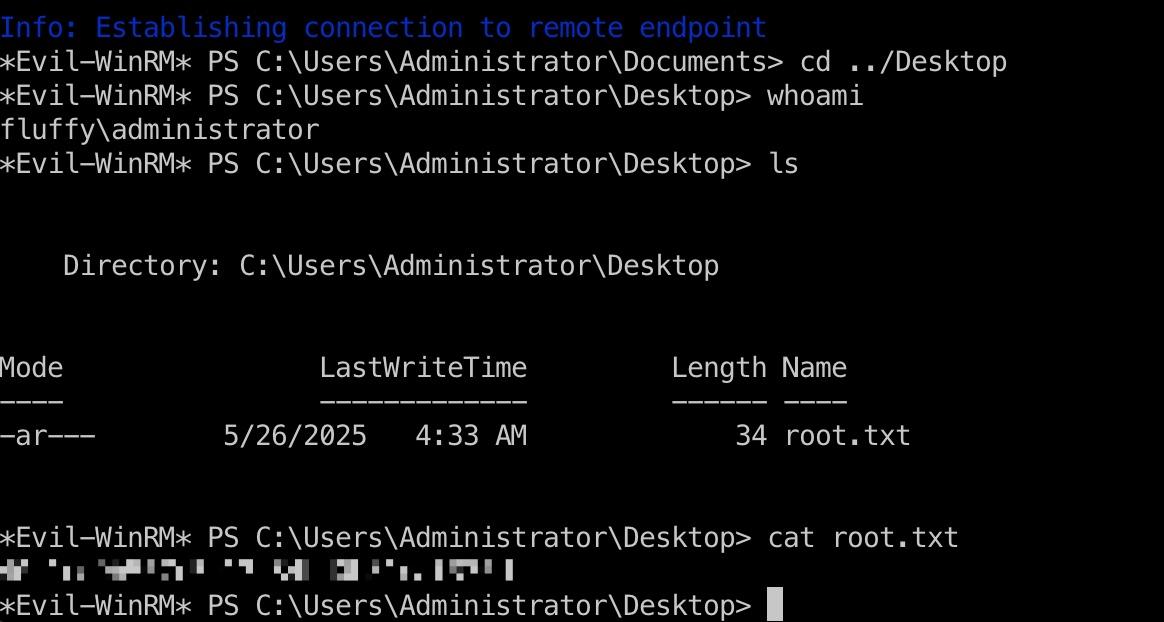 Info: Establishing connection to remote endpoint
*Evil-WinRM* PS C:\Users\Administrator\Documents> cd ../Desktop
*Evil-WinRM* PS C:\Users\Administrator\Desktop> whoami
fluffy\administrator
*Evil-WinRM* PS C:\Users\Administrator\Desktop> ls
Directory: C:\Users\Administrator\Desktop
Mode LastWriteTime Length Name
---- ------------- ------ ----
-ar--- 5/26/2025 4:33 AM 34 root.txt
*Evil-WinRM* PS C:\Users\Administrator\Desktop> cat root.txt
*Evil-WinRM* PS C:\Users\Administrator\Desktop>